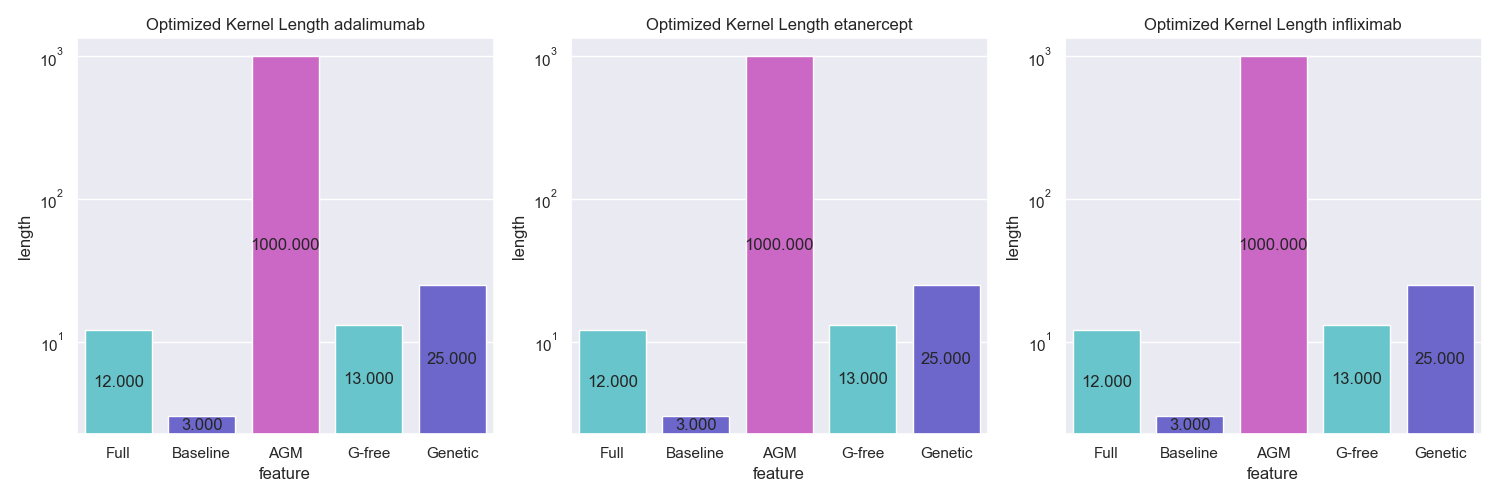 Optimized Kernel Length adalimumab
10^3
10^2
10^1
length
1000.000
25.000
12.000
13.000
3.000
Full Baseline AGM G-free Genetic
feature
Optimized Kernel Length etanercept
10^3
10^2
10^1
length
1000.000
25.000
12.000
13.000
3.000
Full Baseline AGM G-free Genetic
feature
Optimized Kernel Length infliximab
10^3
10^2
10^1
length
1000.000
25.000
12.000
13.000
3.000
Full Baseline AGM G-free Genetic
feature